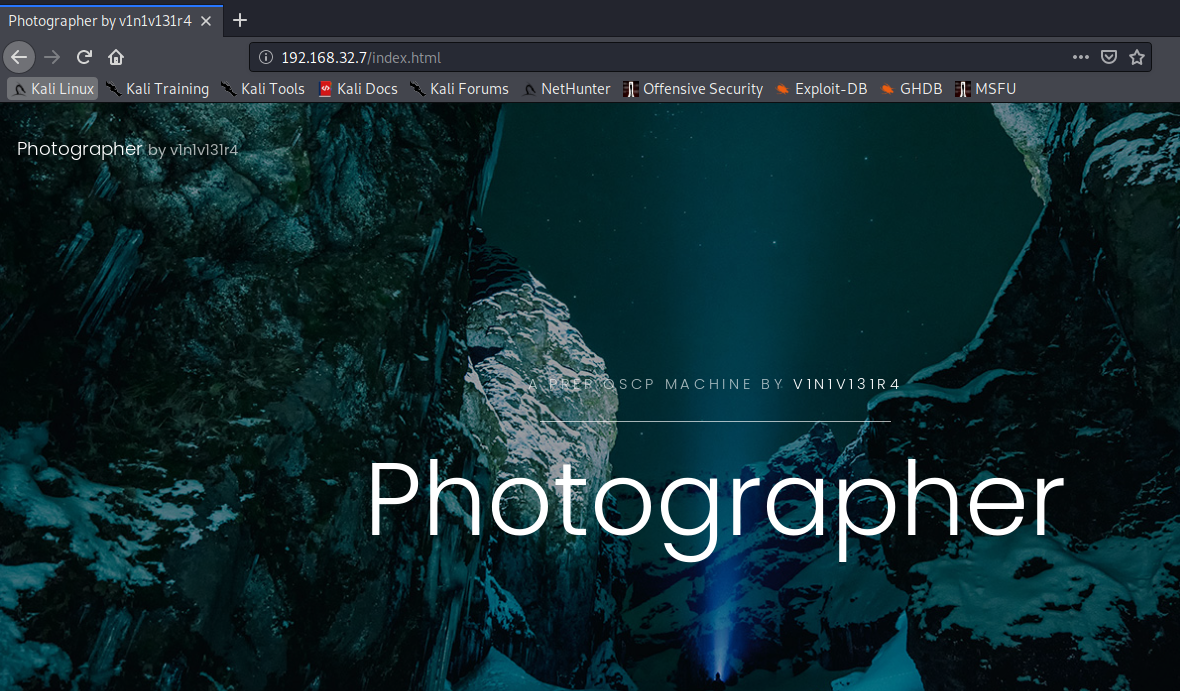 Photographer by v1n1v131r4
192.168.32.7/index.html
Kali Linux Kali Training Kali Tools Kali Docs Kali Forums NetHunter Offensive Security Exploit-DB GHDB MSFU
Photographer by v1n1v131r4
A PRER OSCP MACHINE BY V1N1V131R4
Photographer